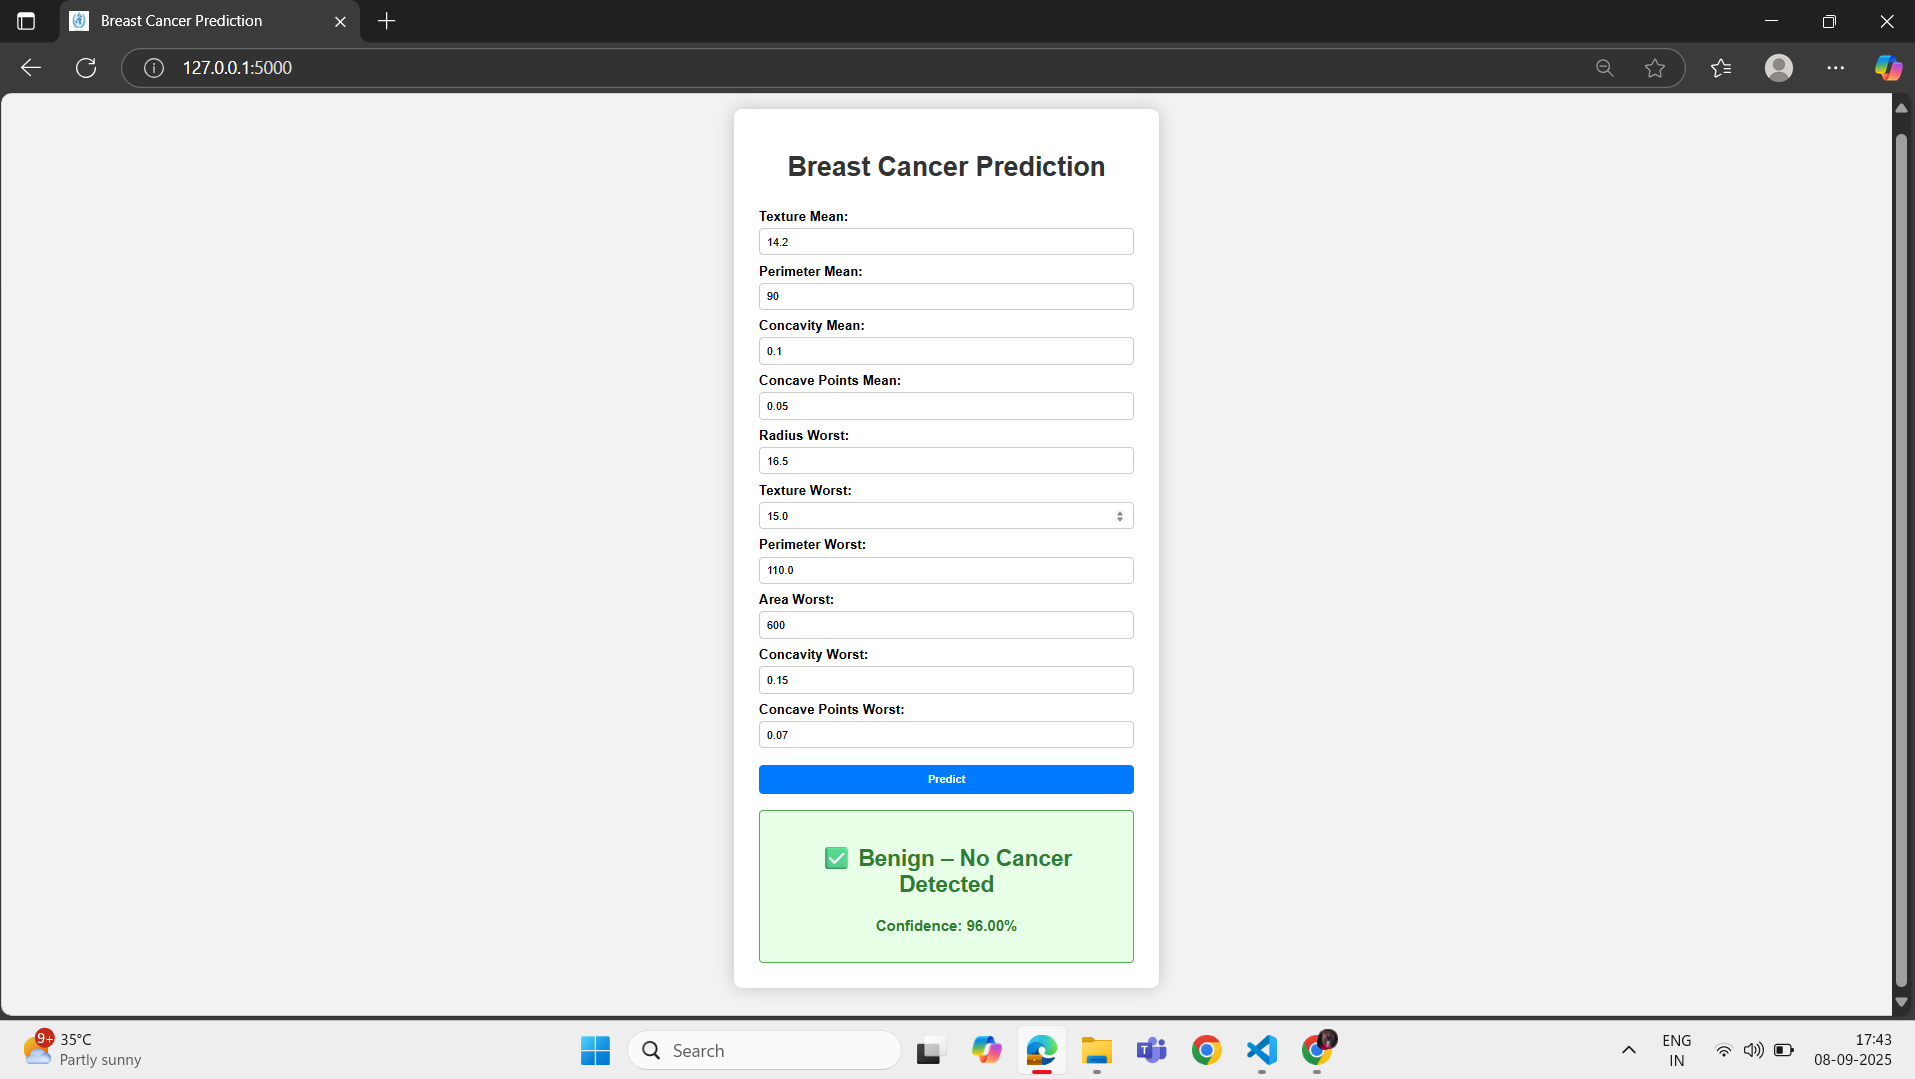 Breast Cancer Prediction
127.0.0.1:5000
Breast Cancer Prediction
Texture Mean:
14.2
Perimeter Mean:
90
Concavity Mean:
0.1
Concave Points Mean:
0.05
Radius Worst:
16.5
Texture Worst:
15.0
Perimeter Worst:
110.0
Area Worst:
600
Concavity Worst:
0.15
Concave Points Worst:
0.07
Predict
✅ Benign – No Cancer
Detected
Confidence: 96.00%
9+
35°C
Partly sunny
Search
ENG
IN
17:43
08-09-2025